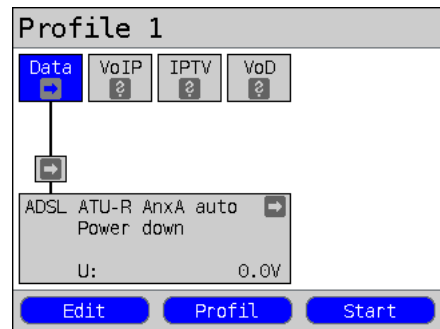 Profile 1
Data VoIP IPTV VoD
? ? ?
ADSL ATU-R AnxA auto
Power down
U: 0.0V
Edit Profil Start